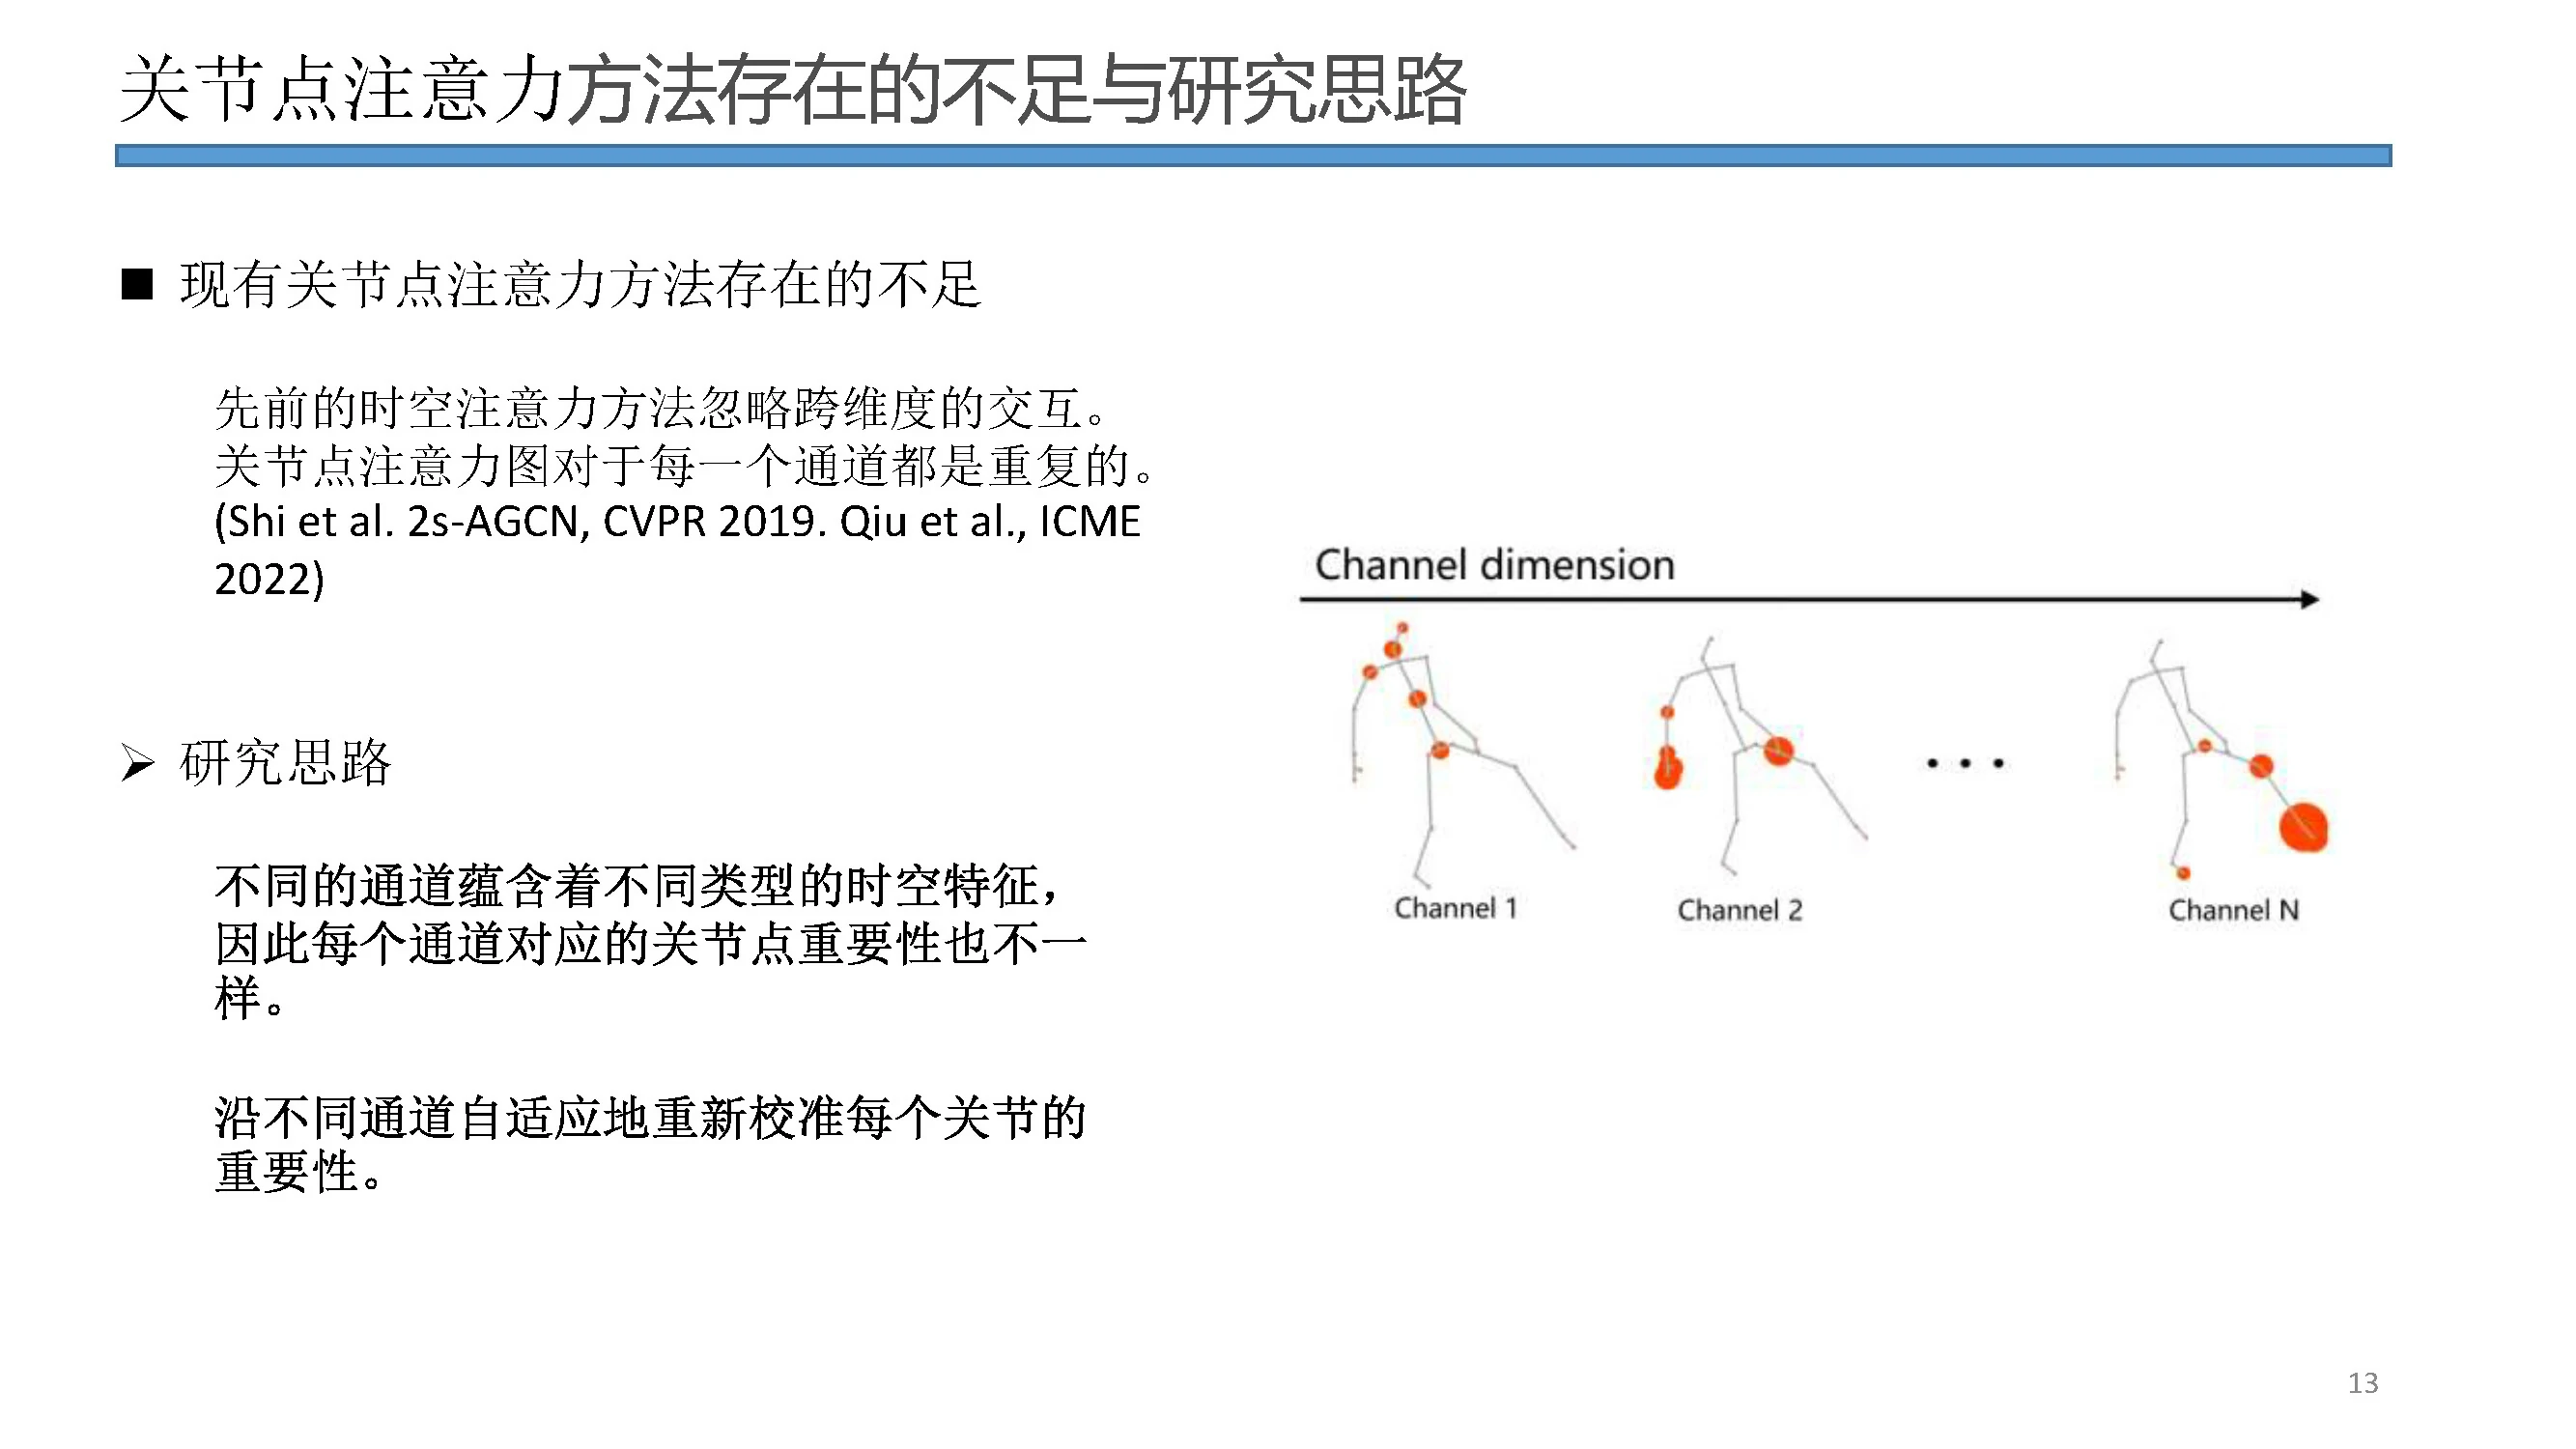 关节点注意力方法存在的不足与研究思路
■ 现有关节点注意力方法存在的不足
先前的时空注意力方法忽略跨维度的交互。
关节点注意力图对于每一个通道都是重复的。
(Shi et al. 2s-AGCN, CVPR 2019. Qiu et al., ICME
2022)
➢ 研究思路
不同的通道蕴含着不同类型的时空特征，
因此每个通道对应的关节点重要性也不一
样。
沿不同通道自适应地重新校准每个关节的
重要性。
Channel dimension
• • •
Channel 1
Channel 2
Channel N
13